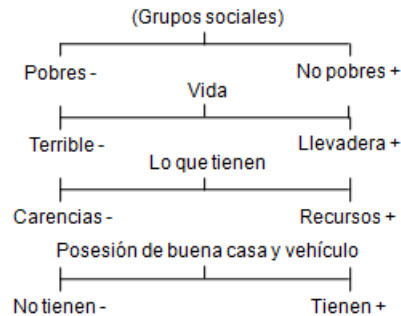 (Grupos sociales)
Pobres - No pobres +
Vida
Terrible - Llevadera +
Lo que tienen
Carencias - Recursos +
Posesión de buena casa y vehículo
No tienen - Tienen +